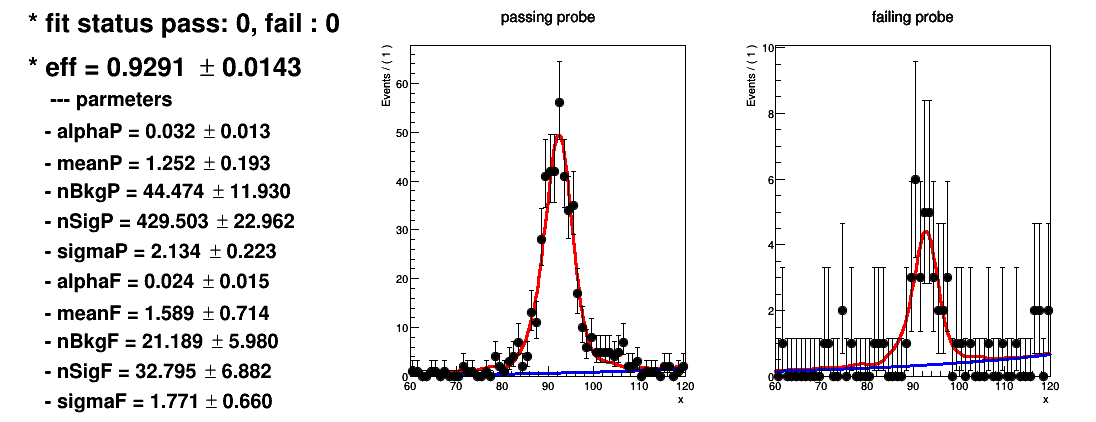 * fit status pass: 0, fail : 0
* eff = 0.9291 ± 0.0143
--- parmeters
- alphaP = 0.032 ± 0.013
- meanP = 1.252 ± 0.193
- nBkgP = 44.474 ± 11.930
- nSigP = 429.503 ± 22.962
- sigmaP = 2.134 ± 0.223
- alphaF = 0.024 ± 0.015
- meanF = 1.589 ± 0.714
- nBkgF = 21.189 ± 5.980
- nSigF = 32.795 ± 6.882
- sigmaF = 1.771 ± 0.660
passing probe
Events / ( 1 )
60
50
40
30
20
10
0
60 70 80 90 100 110 120
x
failing probe
Events / ( 1 )
10
8
6
4
2
0
60 70 80 90 100 110 120
x